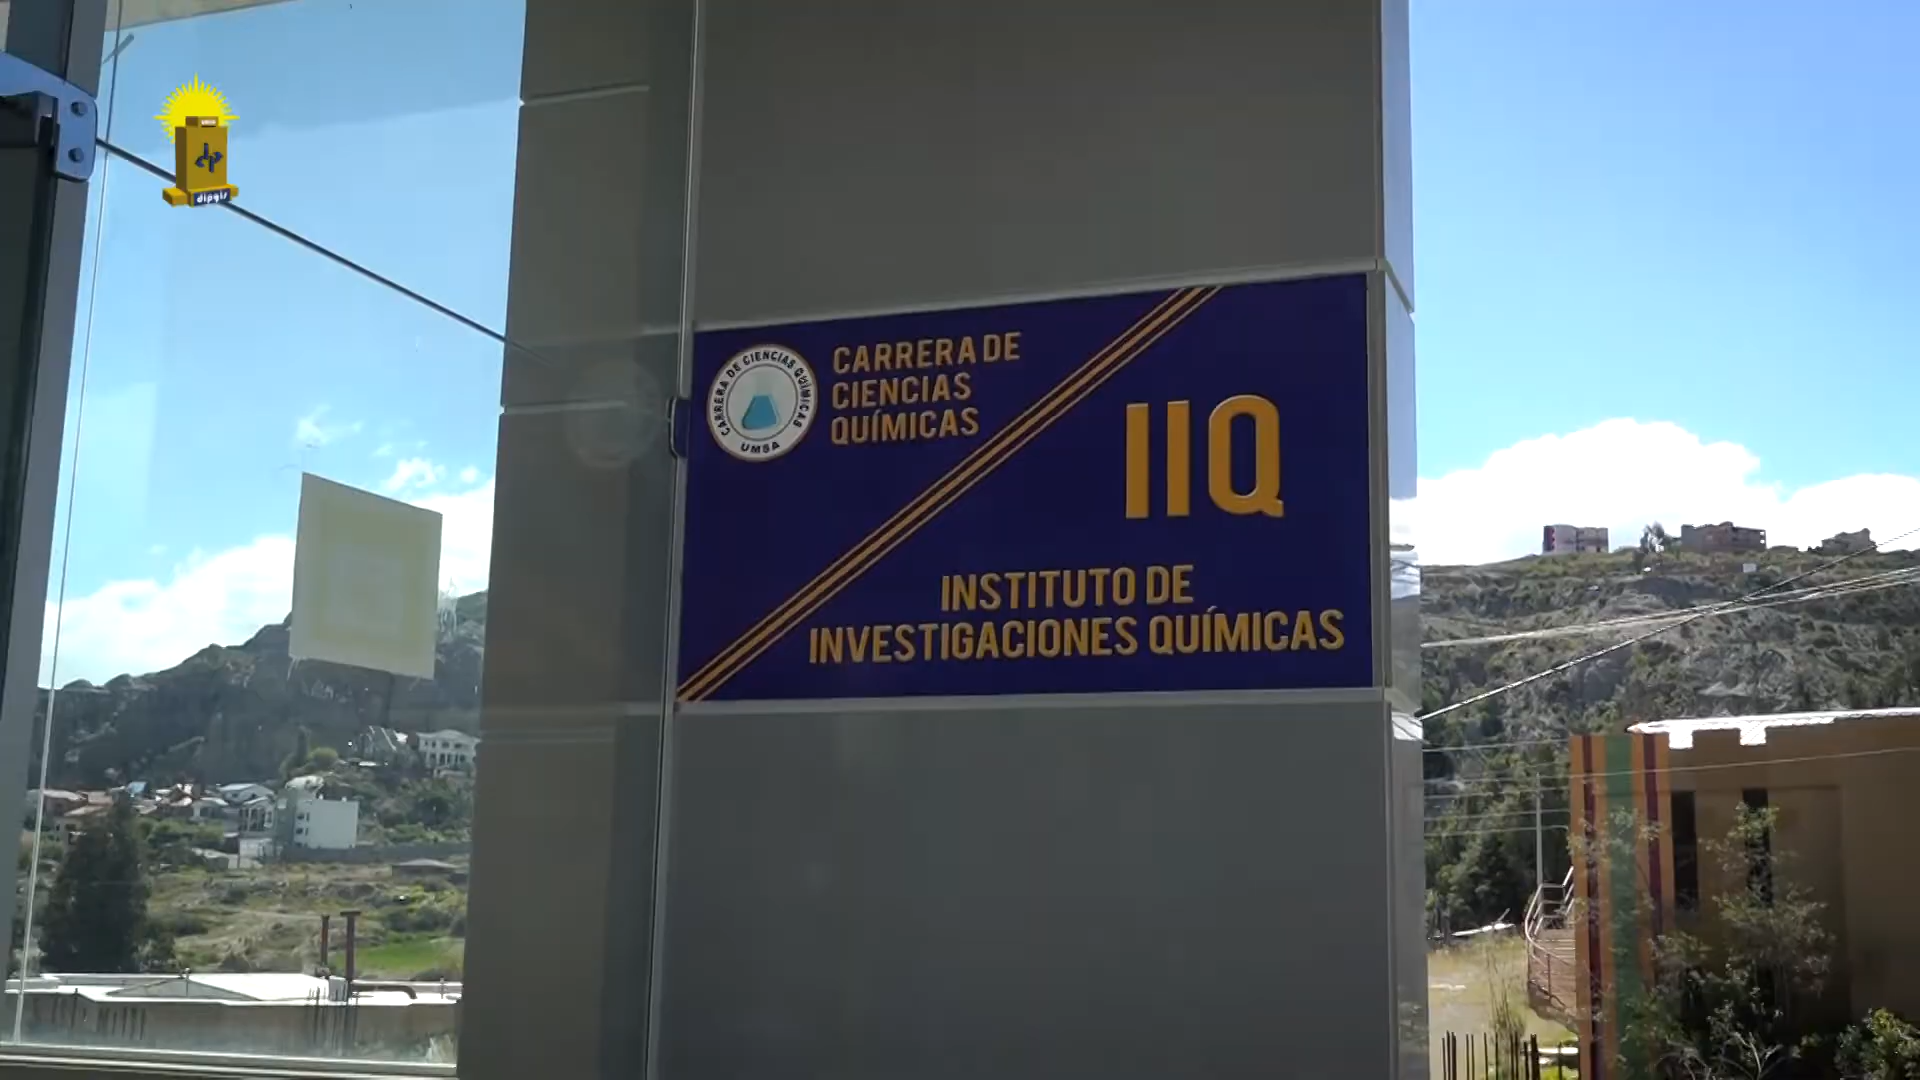 dipgis
CARRERA DE
CIENCIAS
QUÍMICAS
CARRERA DE CIENCIAS QUÍMICAS
UMSA
IIQ
INSTITUTO DE
INVESTIGACIONES QUÍMICAS